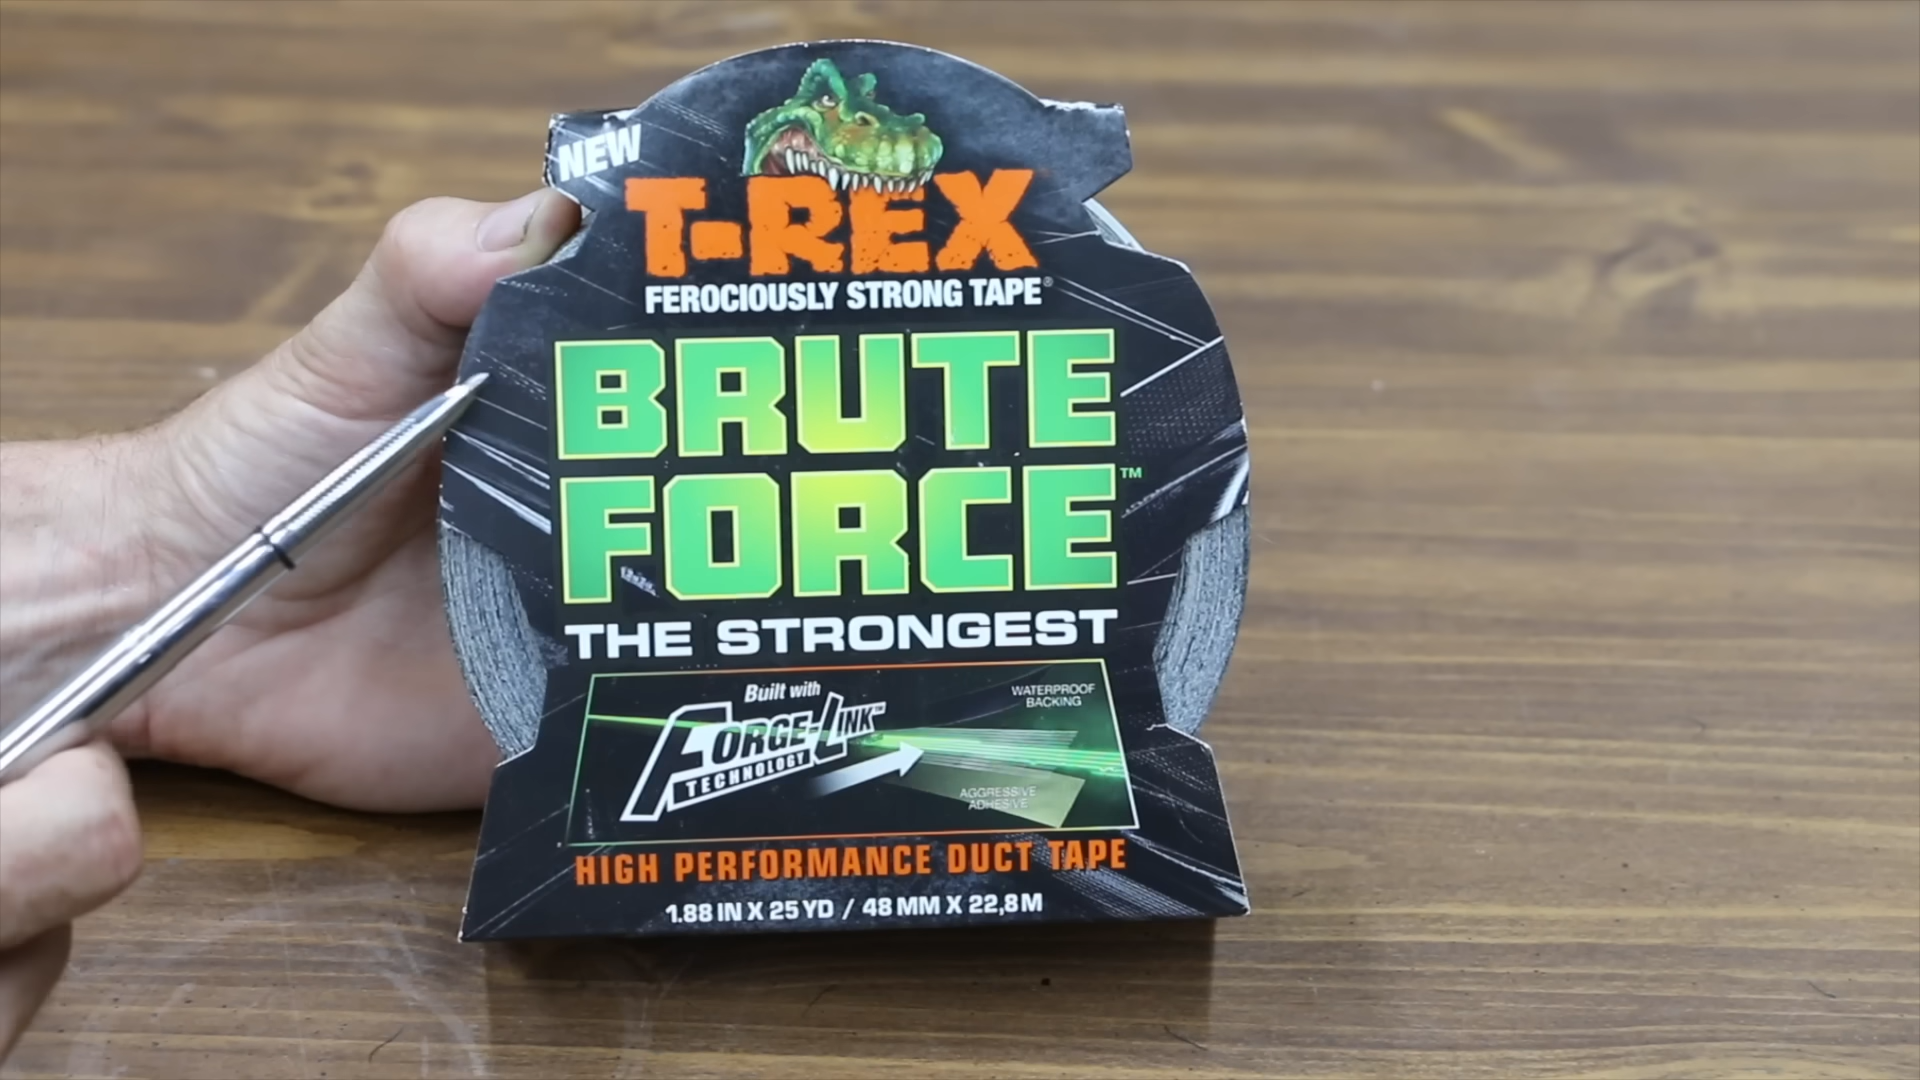 NEW
T-REX
FEROCIOUSLY STRONG TAPE®
BRUTE
FORCE™
THE STRONGEST
Built with
FORGE-LINK™
TECHNOLOGY
WATERPROOF
BACKING
AGGRESSIVE
ADHESIVE
HIGH PERFORMANCE DUCT TAPE
1.88 IN X 25 YD / 48 MM X 22,8 M